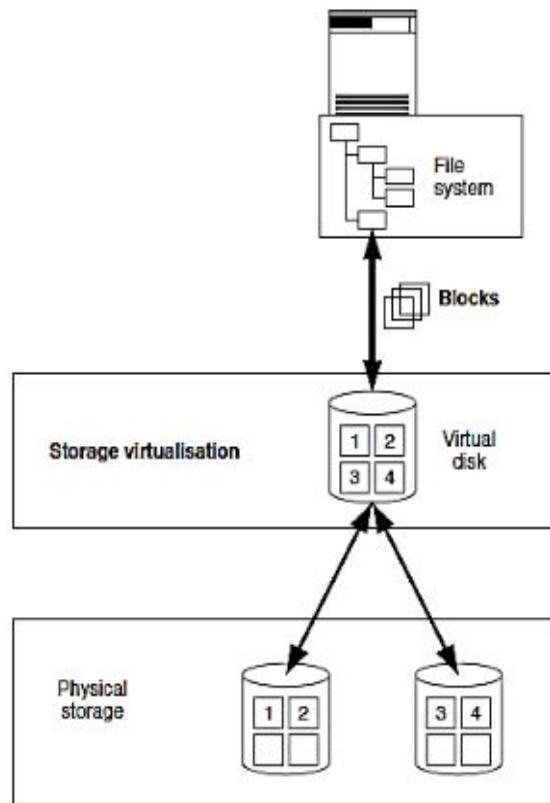 File
system
Blocks
Storage virtualisation
1 2
3 4
Virtual
disk
Physical
storage
1 2
3 4